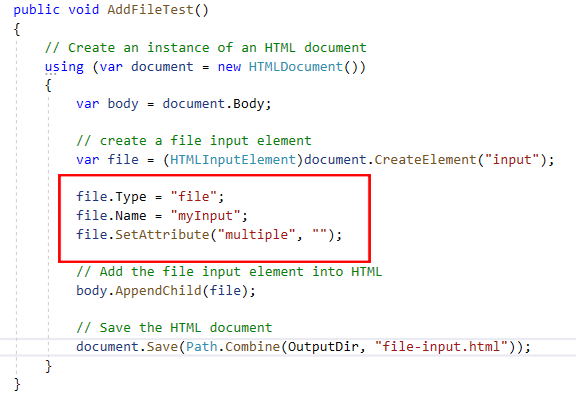 public void AddFileTest()
{
// Create an instance of an HTML document
using (var document = new HTMLDocument())
{
var body = document.Body;
// create a file input element
var file = (HTMLInputElement)document.CreateElement("input");
file.Type = "file";
file.Name = "myInput";
file.SetAttribute("multiple", "");
// Add the file input element into HTML
body.AppendChild(file);
// Save the HTML document
document.Save(Path.Combine(OutputDir, "file-input.html"));
}
}